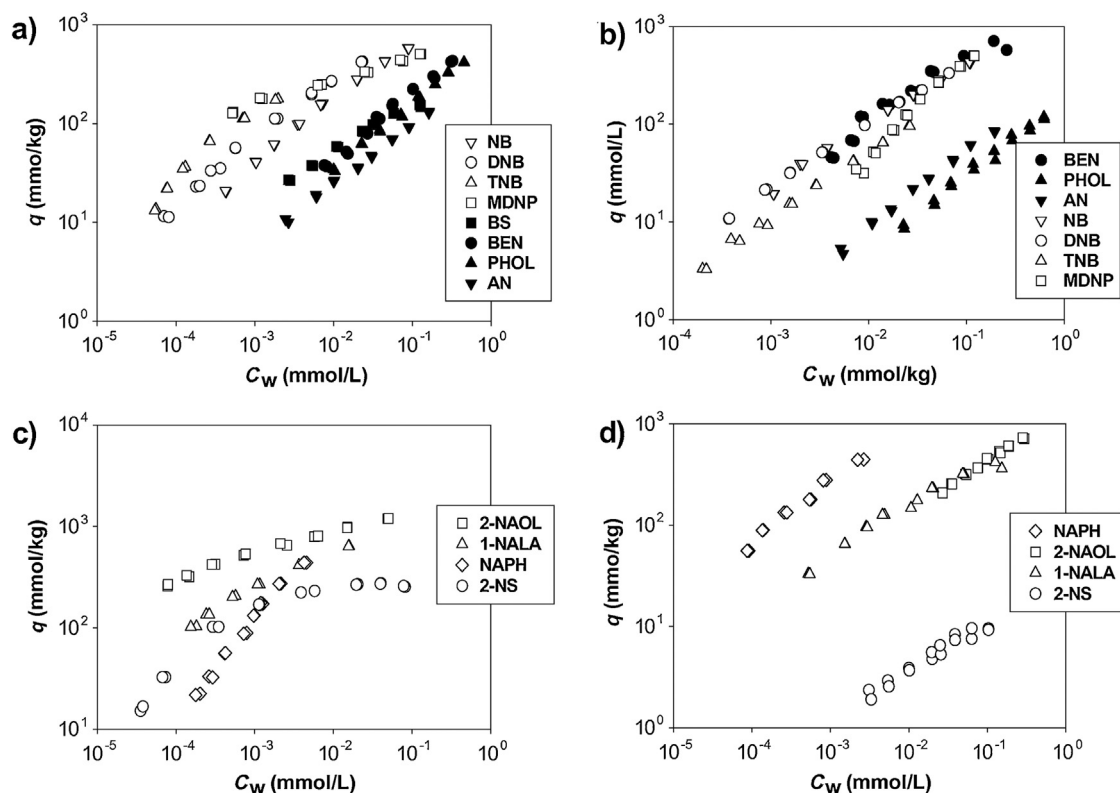 a)
q (mmo/kg)
10³
10²
10¹
10⁰
10⁻⁵ 10⁻⁴ 10⁻³ 10⁻² 10⁻¹ 10⁰
C_W (mmol/L)
NB
DNB
TNB
MDNP
BS
BEN
PHOL
AN
b)
q (mmo/L)
10³
10²
10¹
10⁰
10⁻⁴ 10⁻³ 10⁻² 10⁻¹ 10⁰
C_W (mmol/kg)
BEN
PHOL
AN
NB
DNB
TNB
MDNP
c)
q (mmol/kg)
10⁴
10³
10²
10¹
10⁻⁵ 10⁻⁴ 10⁻³ 10⁻² 10⁻¹ 10⁰
C_W (mmol/L)
2-NAOL
1-NALA
NAPH
2-NS
d)
q (mmol/kg)
10³
10²
10¹
10⁰
10⁻⁵ 10⁻⁴ 10⁻³ 10⁻² 10⁻¹ 10⁰
C_W (mmol/L)
NAPH
2-NAOL
1-NALA
2-NS